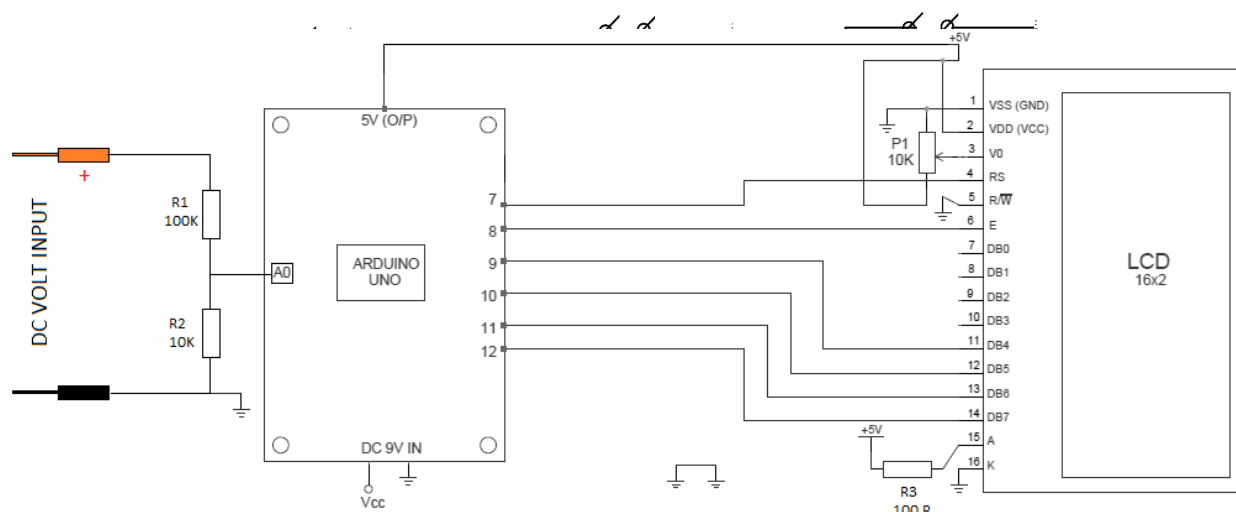 +5V
5V (O/P)
+
DC VOLT INPUT
R1
100K
R2
10K
A0
ARDUINO
UNO
7
8
9
10
11
12
DC 9V IN
Vcc
P1
10K
1 VSS (GND)
2 VDD (VCC)
3 V0
4 RS
5 R/W̅
6 E
7 DB0
8 DB1
9 DB2
10 DB3
11 DB4
12 DB5
13 DB6
14 DB7
15 A
16 K
LCD
16x2
+5V
R3
100 R